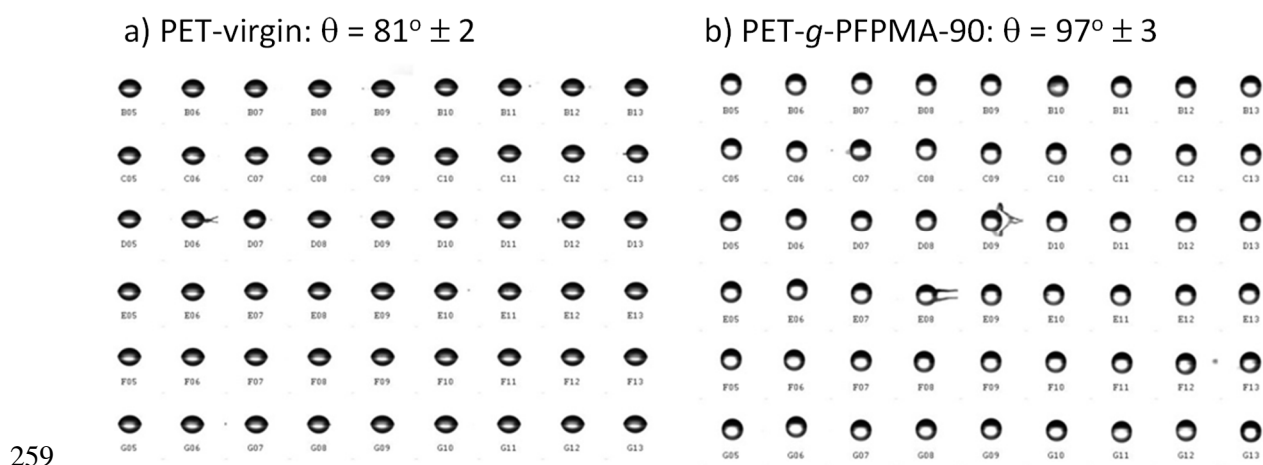 a) PET-virgin: θ = 81° ± 2
b) PET-g-PFPMA-90: θ = 97° ± 3
B05 B06 B07 B08 B09 B10 B11 B12 B13
C05 C06 C07 C08 C09 C10 C11 C12 C13
D05 D06 D07 D08 D09 D10 D11 D12 D13
E05 E06 E07 E08 E09 E10 E11 E12 E13
F05 F06 F07 F08 F09 F10 F11 F12 F13
G05 G06 G07 G08 G09 G10 G11 G12 G13
B05 B06 B07 B08 B09 B10 B11 B12 B13
C05 C06 C07 C08 C09 C10 C11 C12 C13
D05 D06 D07 D08 D09 D10 D11 D12 D13
E05 E06 E07 E08 E09 E10 E11 E12 E13
F05 F06 F07 F08 F09 F10 F11 F12 F13
G05 G06 G07 G08 G09 G10 G11 G12 G13
259